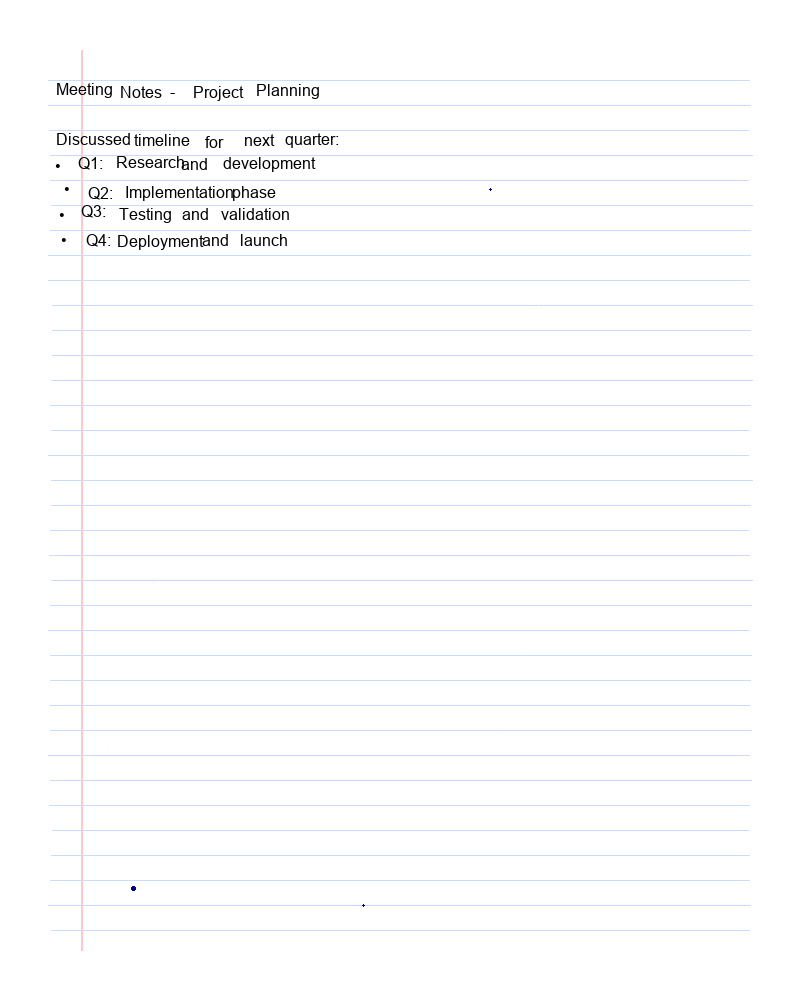 Meeting Notes - Project Planning
Discussed timeline for next quarter:
• Q1: Research and development
• Q2: Implementation phase
• Q3: Testing and validation
• Q4: Deployment and launch